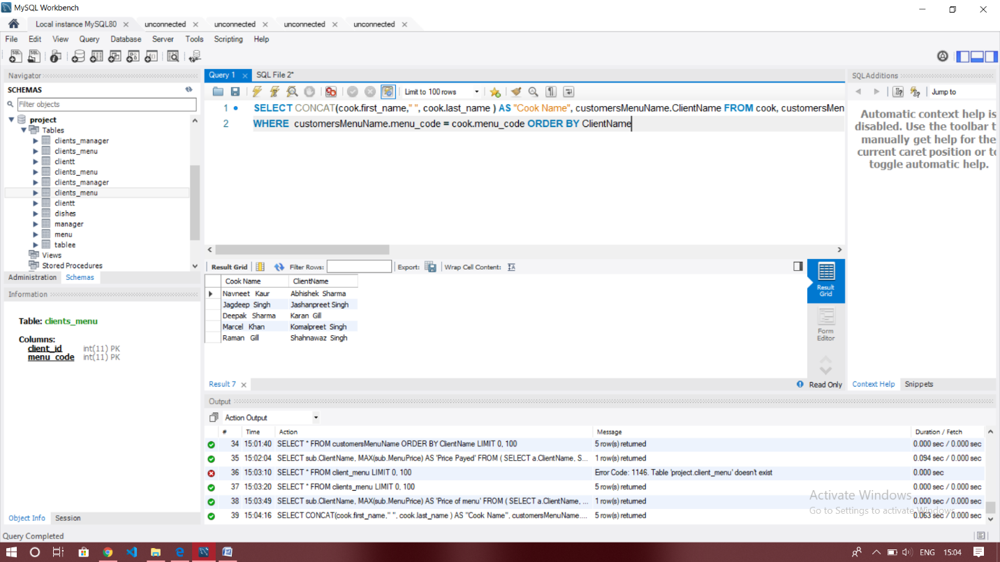 MySQL Workbench
Local instance MySQL80 unconnected unconnected unconnected unconnected
File Edit View Query Database Server Tools Scripting Help
Navigator
SCHEMAS
Filter objects
project
Tables
clients_manager
clients_menu
clientt
clients_menu
clients_manager
clients_menu
clientt
dishes
manager
menu
tablee
Views
Stored Procedures
Administration Schemas
Information
Table: clients_menu
Columns:
client_id int(11) PK
menu_code int(11) PK
Object Info Session
Query 1 SQL File 2*
Limit to 100 rows
1 SELECT CONCAT(cook.first_name," ", cook.last_name ) AS "Cook Name", customersMenuName.ClientName FROM cook, customersMen
2 WHERE customersMenuName.menu_code = cook.menu_code ORDER BY ClientName
Result Grid Filter Rows: Export: Wrap Cell Content:
Cook Name ClientName
Navneet Kaur Abhishek Sharma
Jagdeep Singh Jashanpreet Singh
Deepak Sharma Karan Gill
Marcel Khan Komalpreet Singh
Raman Gill Shahnawaz Singh
Result Grid
Form Editor
Result 7 Read Only
SQLAdditions
Jump to
Automatic context help is
disabled. Use the toolbar t
manually get help for the
current caret position or to
toggle automatic help.
Context Help Snippets
Output
Action Output
# Time Action Message Duration / Fetch
34 15:01:40 SELECT * FROM customersMenuName ORDER BY ClientName LIMIT 0, 100 5 row(s) returned 0.000 sec / 0.000 sec
35 15:02:04 SELECT sub.ClientName, MAX(sub.MenuPrice) AS 'Price Payed' FROM ( SELECT a.ClientName, S... 1 row(s) returned 0.094 sec / 0.000 sec
36 15:03:10 SELECT * FROM client_menu LIMIT 0, 100 Error Code: 1146. Table 'project.client_menu' doesn't exist 0.000 sec
37 15:03:20 SELECT * FROM clients_menu LIMIT 0, 100 5 row(s) returned 0.000 sec / 0.000 sec
38 15:03:49 SELECT sub.ClientName, MAX(sub.MenuPrice) AS 'Price of menu' FROM ( SELECT a.ClientName, ... 1 row(s) returned 0.000 sec / 0.000 sec
39 15:04:16 SELECT CONCAT(cook.first_name," ", cook.last_name ) AS "Cook Name", customersMenuName.... 5 row(s) returned 0.063 sec / 0.000 sec
Activate Windows
Go to Settings to activate Windows.
Query Completed
ENG 15:04